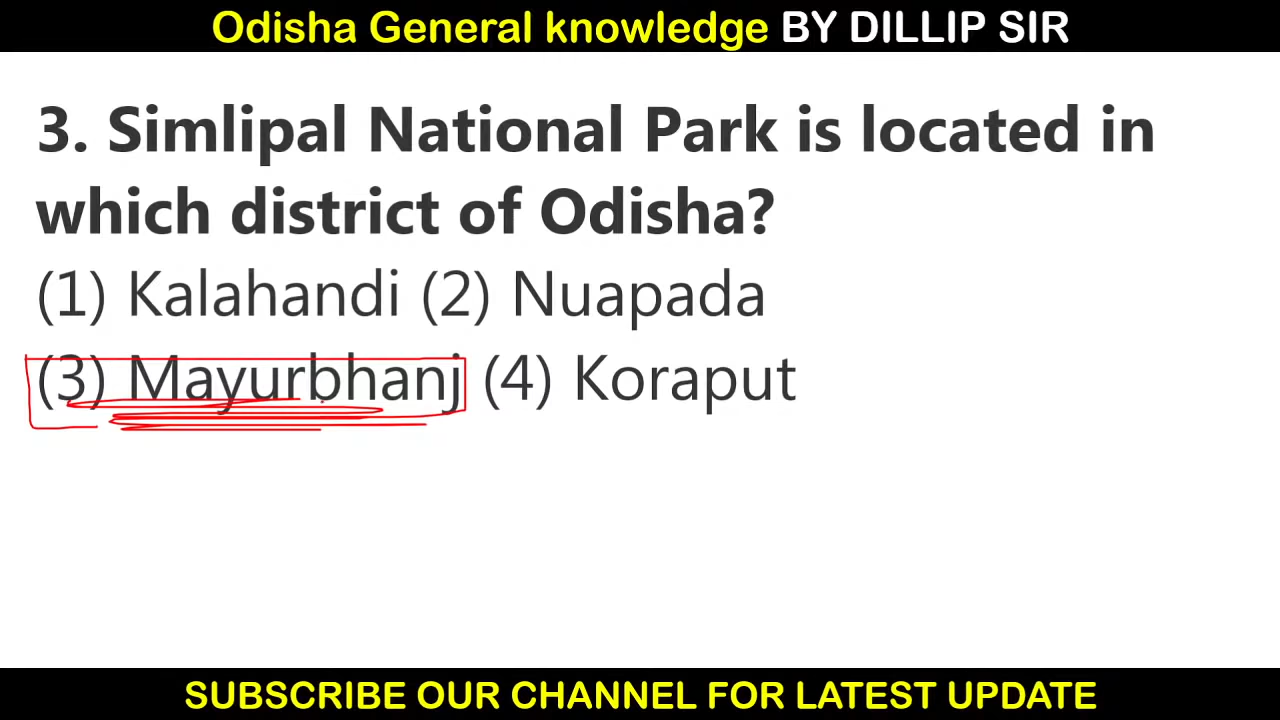 Odisha General knowledge BY DILLIP SIR
3. Simlipal National Park is located in
which district of Odisha?
(1) Kalahandi (2) Nuapada
(3) Mayurbhanj (4) Koraput
SUBSCRIBE OUR CHANNEL FOR LATEST UPDATE